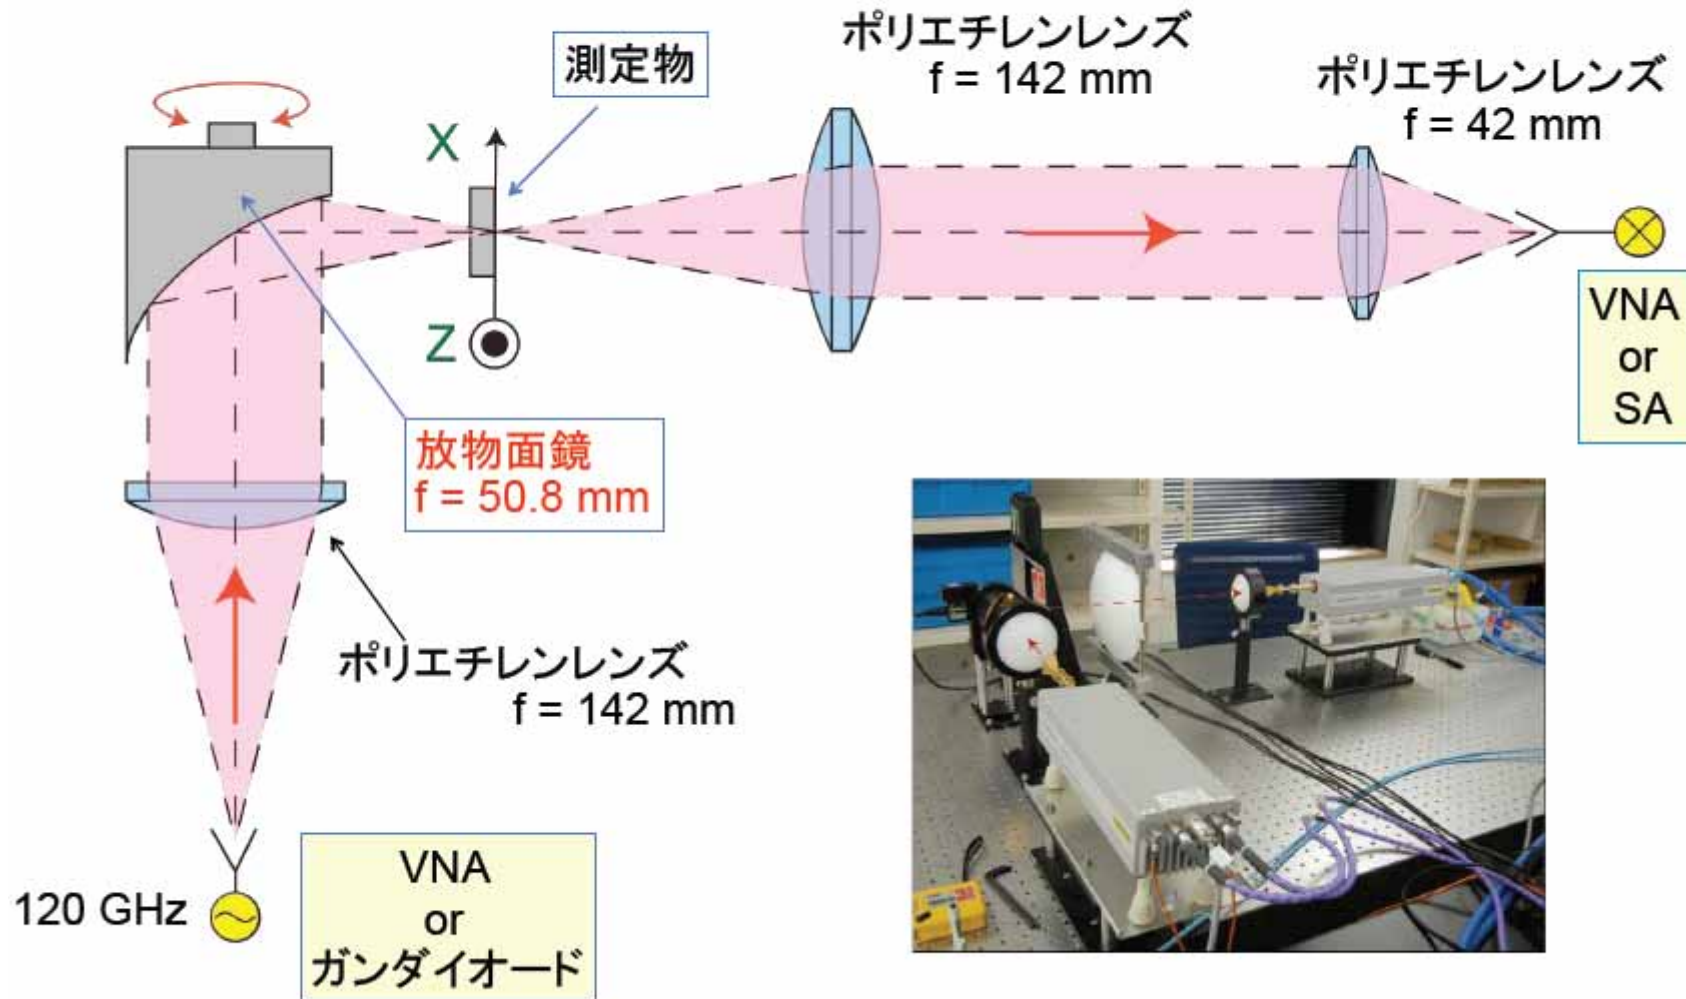 ポリエチレンレンズ
f = 142 mm
ポリエチレンレンズ
f = 42 mm
測定物
X
Z
VNA
or
SA
放物面鏡
f = 50.8 mm
ポリエチレンレンズ
f = 142 mm
120 GHz
VNA
or
ガンダイオード